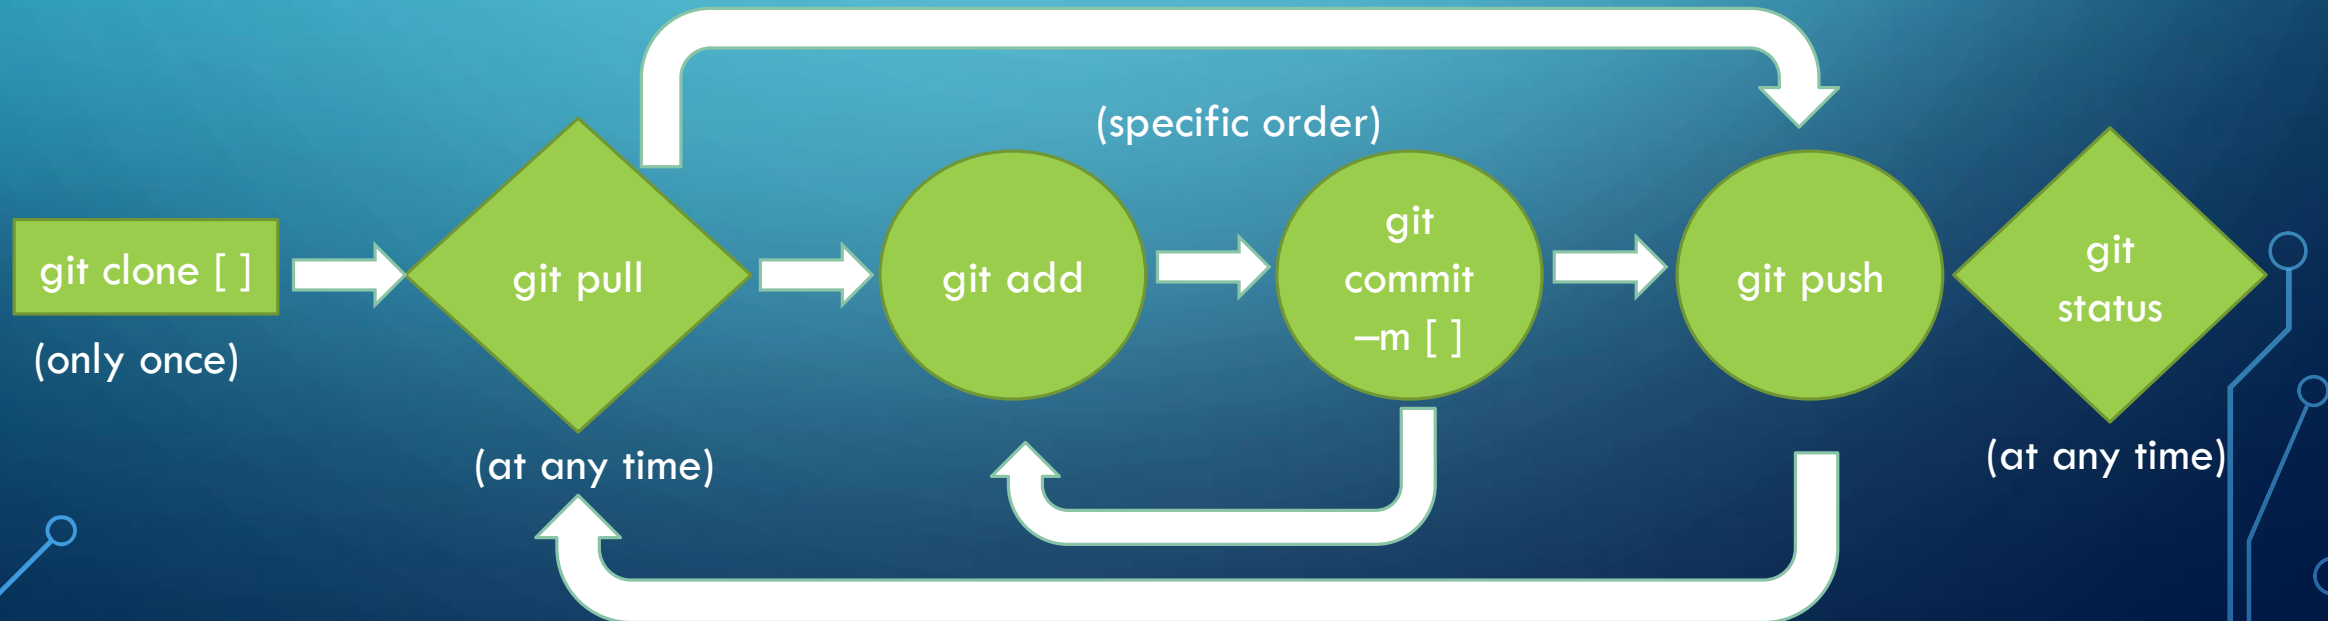 (specific order)
git clone [ ]
(only once)
git pull
(at any time)
git add
git
commit
–m [ ]
git push
git
status
(at any time)